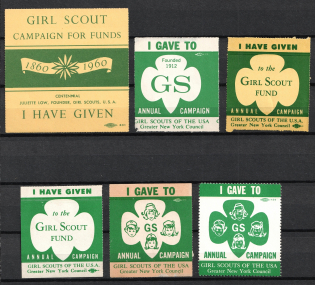 GIRL SCOUT
CAMPAIGN FOR FUNDS
1860 1960
CENTENNIAL
JULIETTE LOW, FOUNDER, GIRL SCOUTS, U.S.A.
I HAVE GIVEN
I GAVE TO
Founded
1912
GS
ANNUAL CAMPAIGN
GIRL SCOUTS OF THE USA
Greater New York Council
I HAVE GIVEN
to the
GIRL SCOUT
FUND
ANNUAL CAMPAIGN
GIRL SCOUTS OF THE U.S.A.
Greater New York Council
I HAVE GIVEN
to the
GIRL SCOUT
FUND
ANNUAL CAMPAIGN
GIRL SCOUTS OF THE U.S.A.
Greater New York Council
I GAVE TO
GS
ANNUAL CAMPAIGN
GIRL SCOUTS OF THE USA
Greater New York Council
I GAVE TO
GS
ANNUAL CAMPAIGN
GIRL SCOUTS OF THE USA
Greater New York Council